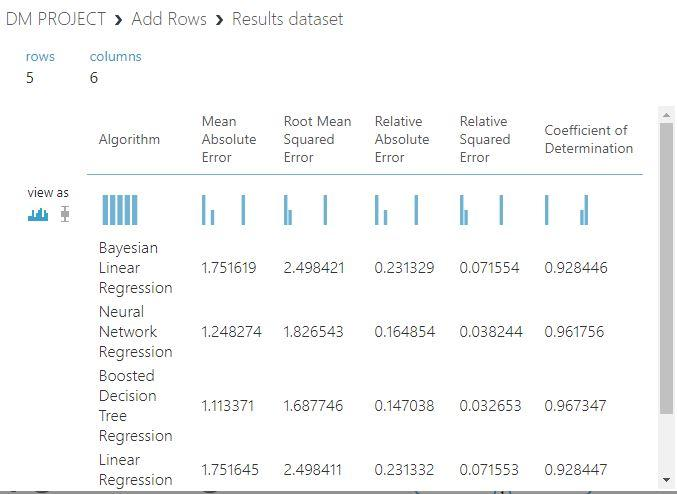 DM PROJECT › Add Rows › Results dataset
rows columns
5 6
Algorithm Mean Absolute Error Root Mean Squared Error Relative Absolute Error Relative Squared Error Coefficient of Determination
view as
Bayesian Linear Regression 1.751619 2.498421 0.231329 0.071554 0.928446
Neural Network Regression 1.248274 1.826543 0.164854 0.038244 0.961756
Boosted Decision Tree Regression 1.113371 1.687746 0.147038 0.032653 0.967347
Linear Regression 1.751645 2.498411 0.231332 0.071553 0.928447